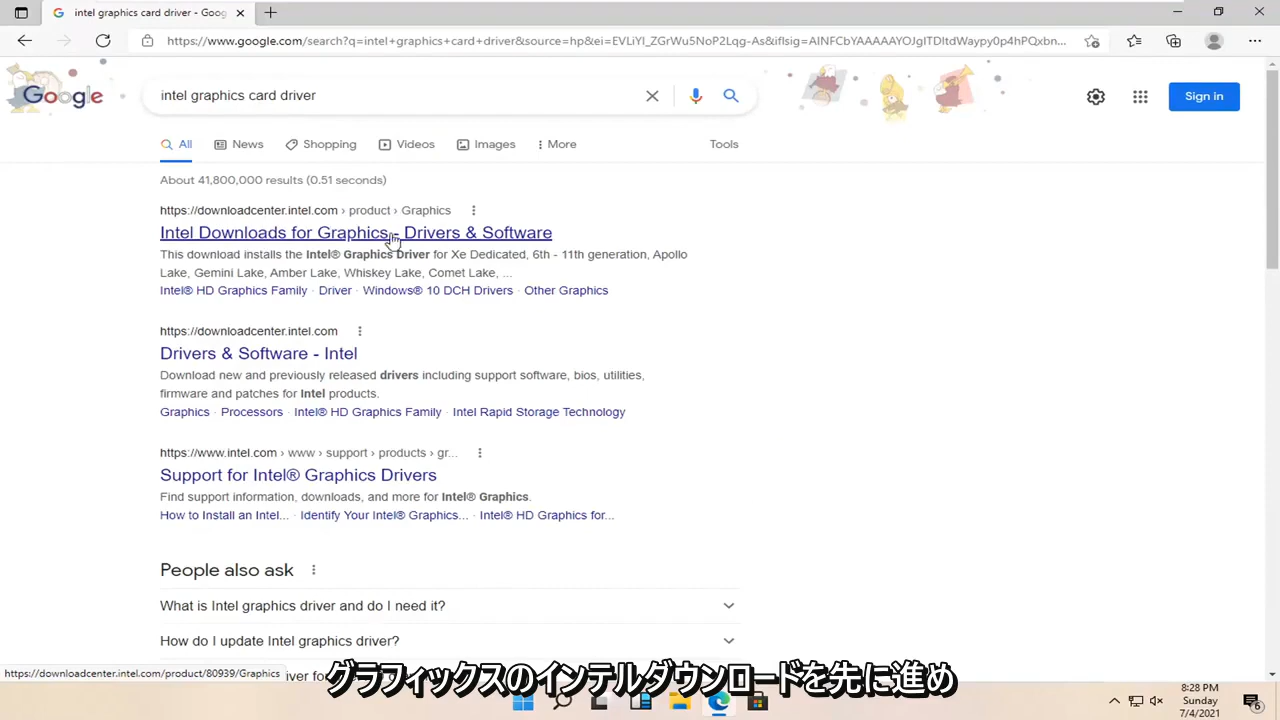 intel graphics card driver - Goog
https://www.google.com/search?q=intel+graphics+card+driver&source=hp&ei=EVLiYI_ZGrWu5NoP2Lqg-As&iflsig=AINFCbYAAAAAYOJgITDItdWaypy0p4hPQxbn...
Google
intel graphics card driver
Sign in
All
News
Shopping
Videos
Images
More
Tools
About 41,800,000 results (0.51 seconds)
https://downloadcenter.intel.com › product › Graphics
Intel Downloads for Graphics - Drivers & Software
This download installs the Intel® Graphics Driver for Xe Dedicated, 6th - 11th generation, Apollo
Lake, Gemini Lake, Amber Lake, Whiskey Lake, Comet Lake, ...
Intel® HD Graphics Family · Driver · Windows® 10 DCH Drivers · Other Graphics
https://downloadcenter.intel.com
Drivers & Software - Intel
Download new and previously released drivers including support software, bios, utilities,
firmware and patches for Intel products.
Graphics · Processors · Intel® HD Graphics Family · Intel Rapid Storage Technology
https://www.intel.com › www › support › products › gr...
Support for Intel® Graphics Drivers
Find support information, downloads, and more for Intel® Graphics.
How to Install an Intel... · Identify Your Intel® Graphics... · Intel® HD Graphics for...
People also ask
What is Intel graphics driver and do I need it?
How do I update Intel graphics driver?
https://downloadcenter.intel.com/product/80939/Graphics
グラフィックスのインテルダウンロードを先に進め
8:28 PM
Sunday
7/4/2021
6